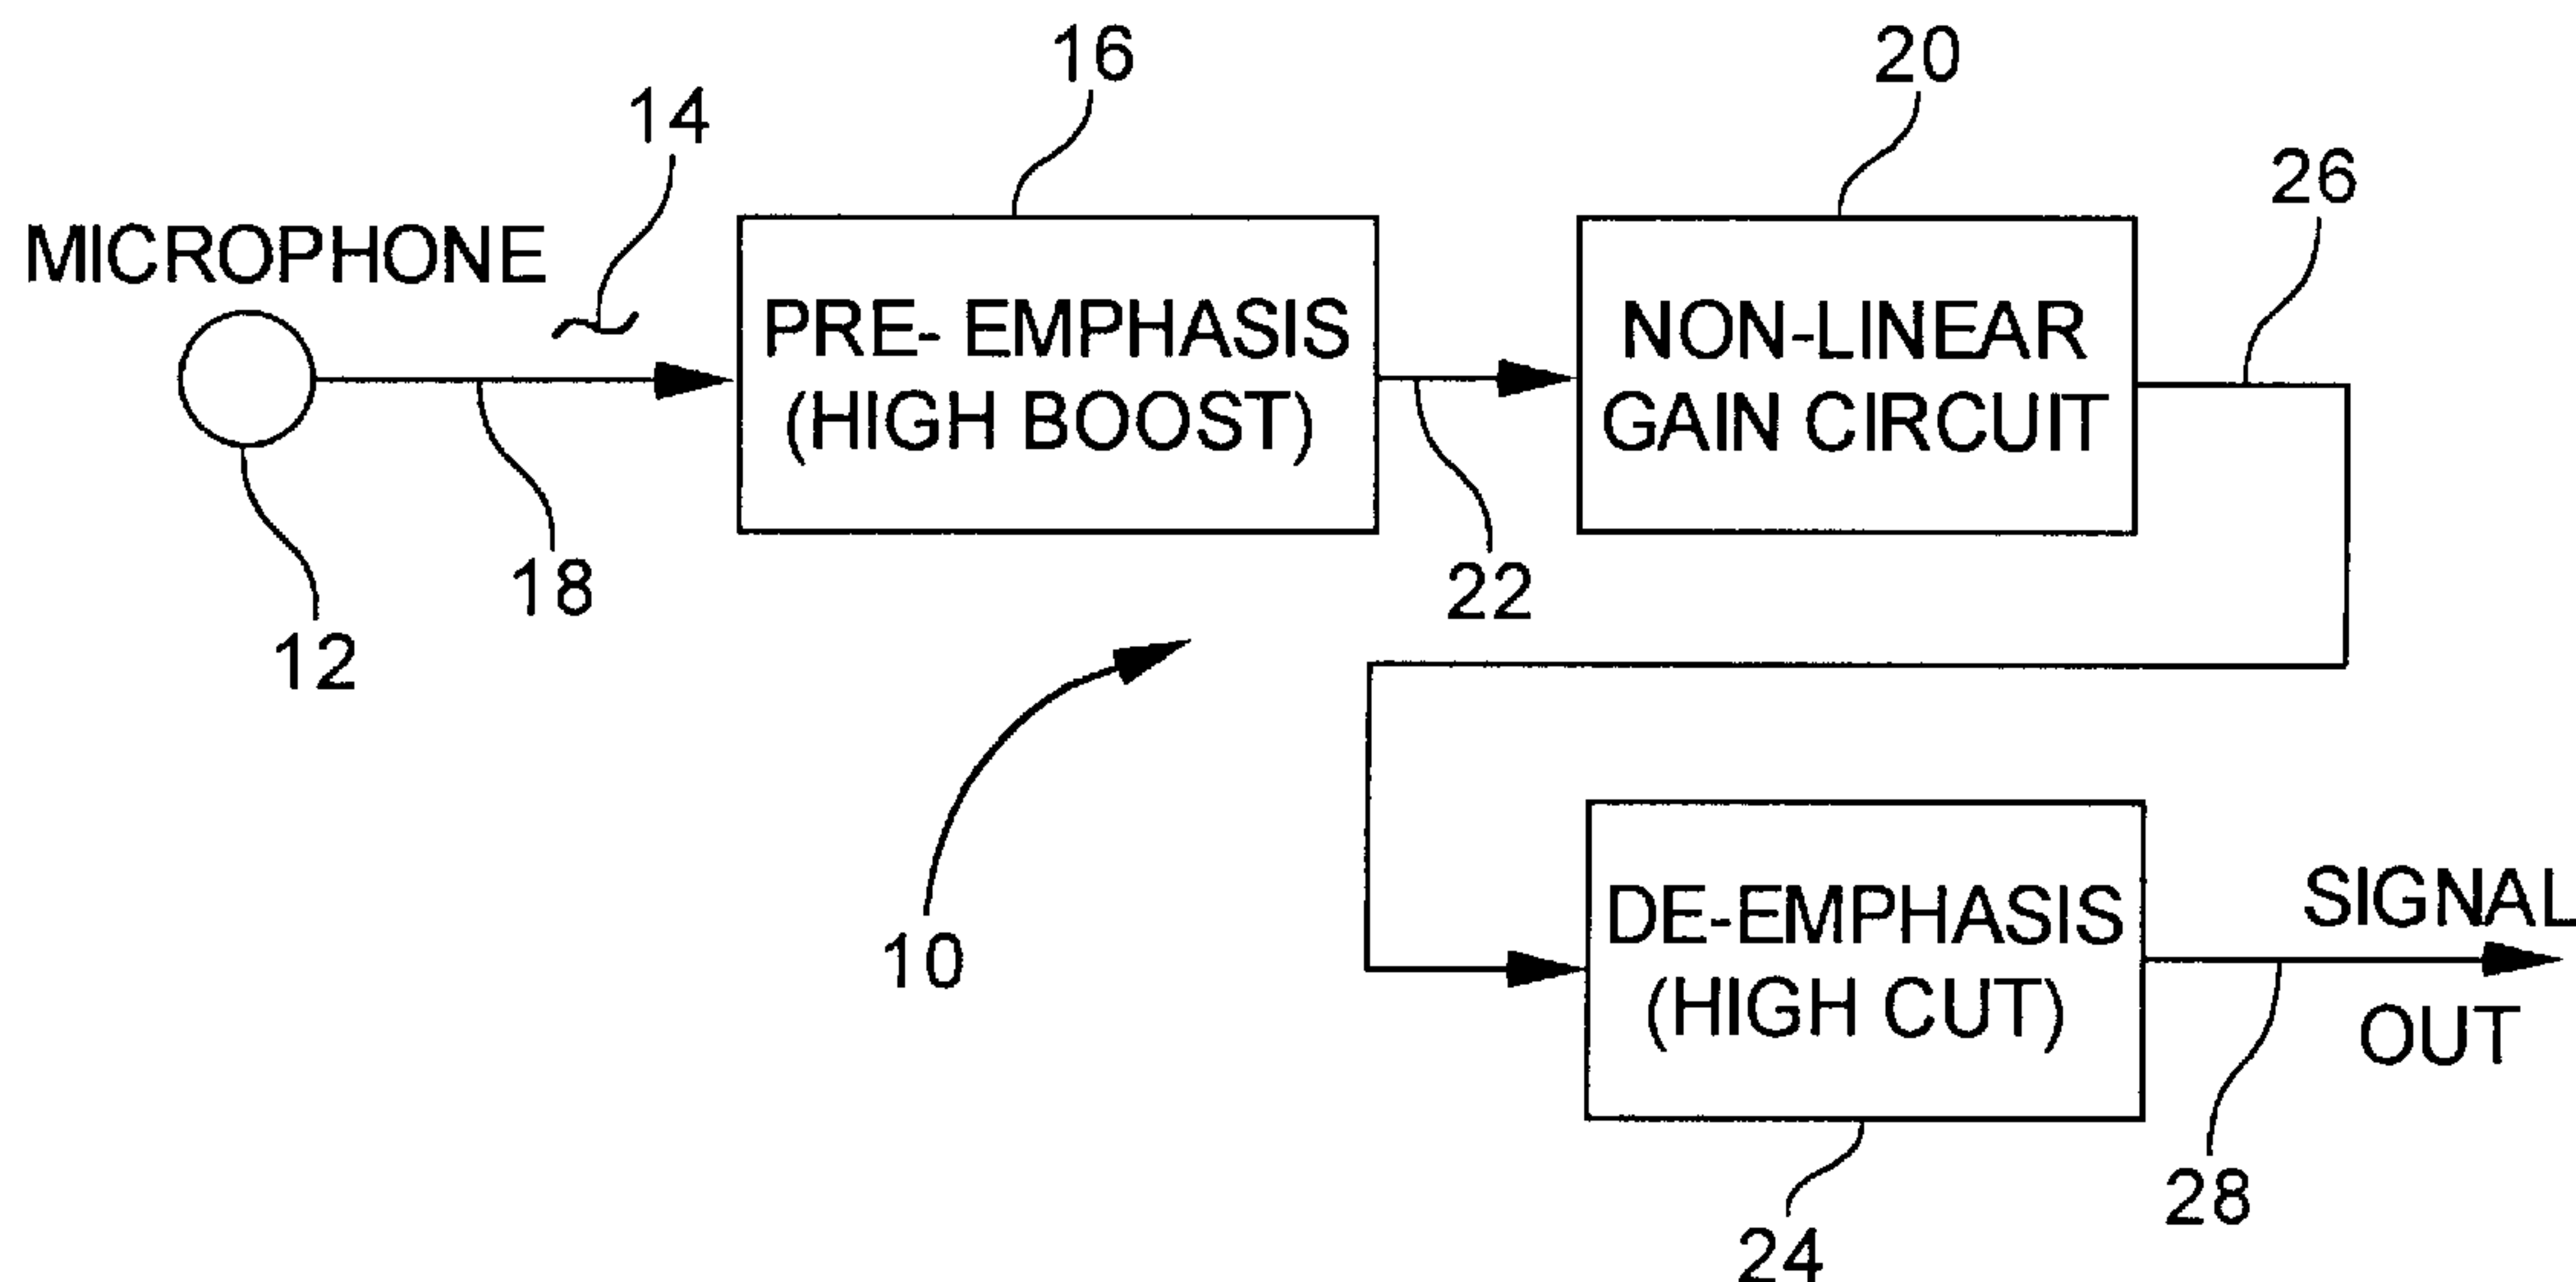 16
20
14
26
MICROPHONE
PRE- EMPHASIS
(HIGH BOOST)
NON-LINEAR
GAIN CIRCUIT
18
22
12
10
DE-EMPHASIS
(HIGH CUT)
SIGNAL
OUT
28
24